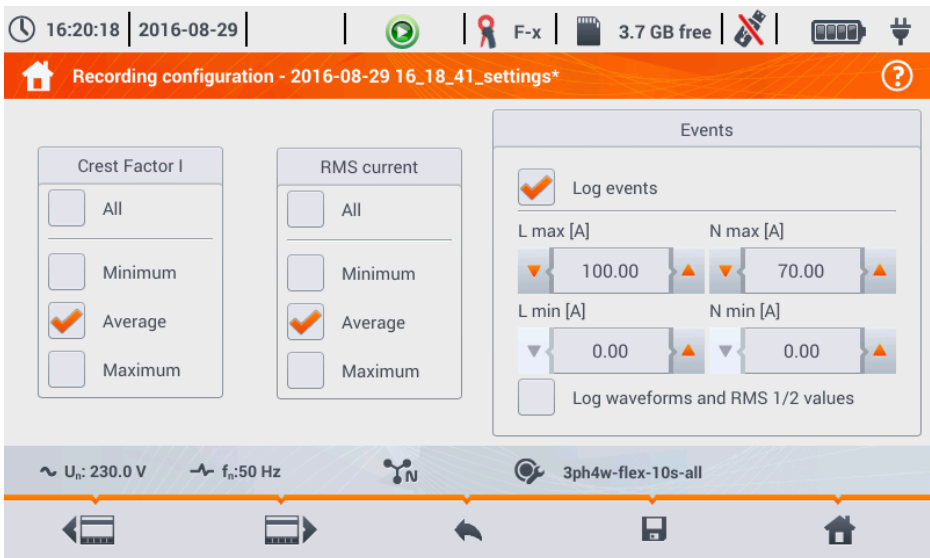 16:20:18 2016-08-29 F-x 3.7 GB free
Recording configuration - 2016-08-29 16_18_41_settings* ?
Crest Factor I
All
Minimum
Average
Maximum
RMS current
All
Minimum
Average
Maximum
Events
Log events
L max [A] N max [A]
100.00 70.00
L min [A] N min [A]
0.00 0.00
Log waveforms and RMS 1/2 values
Un: 230.0 V fn:50 Hz N 3ph4w-flex-10s-all